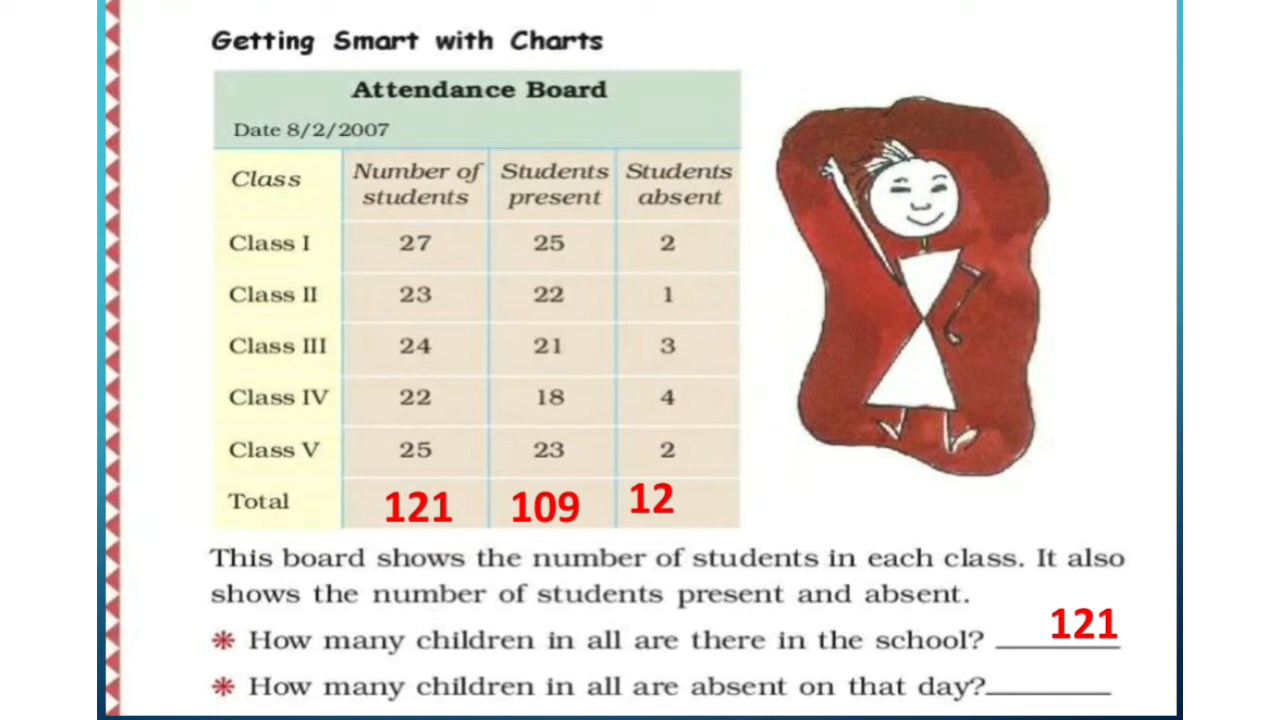 Getting Smart with Charts
Attendance Board
Date 8/2/2007
Class Number of students Students present Students absent
Class I 27 25 2
Class II 23 22 1
Class III 24 21 3
Class IV 22 18 4
Class V 25 23 2
Total 121 109 12
This board shows the number of students in each class. It also
shows the number of students present and absent.
How many children in all are there in the school? 121
How many children in all are absent on that day?